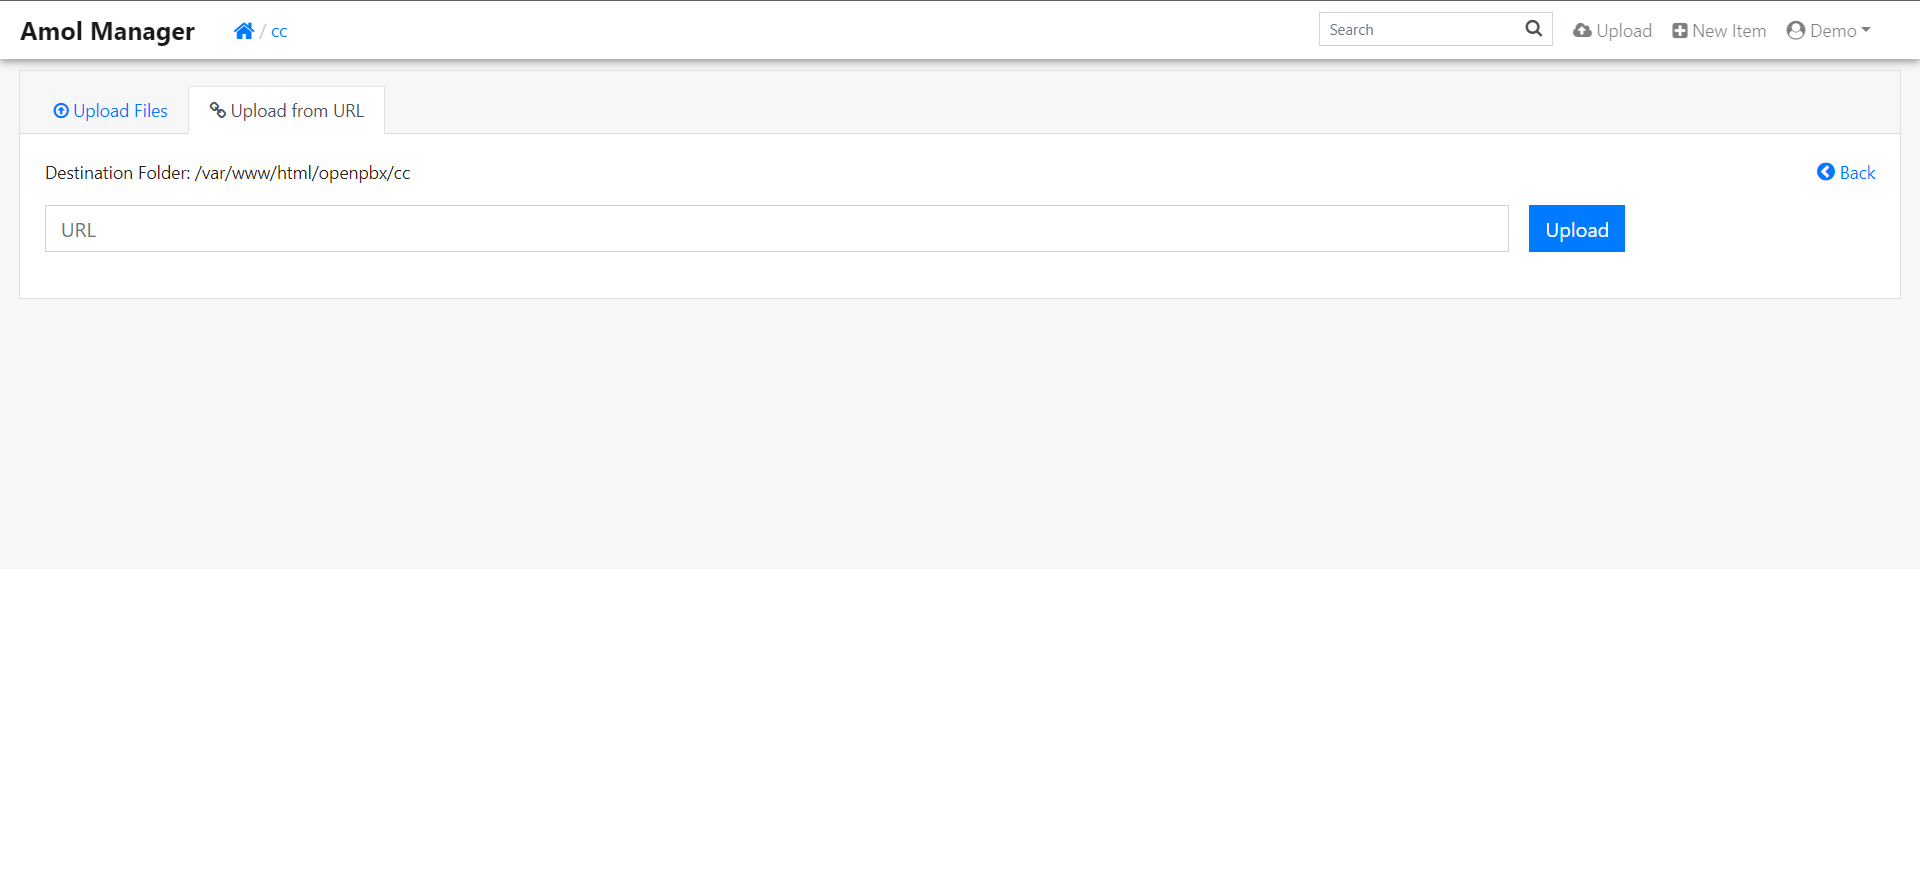 Amol Manager / cc Search Upload New Item Demo
Upload Files Upload from URL
Destination Folder: /var/www/html/openpbx/cc Back
URL Upload